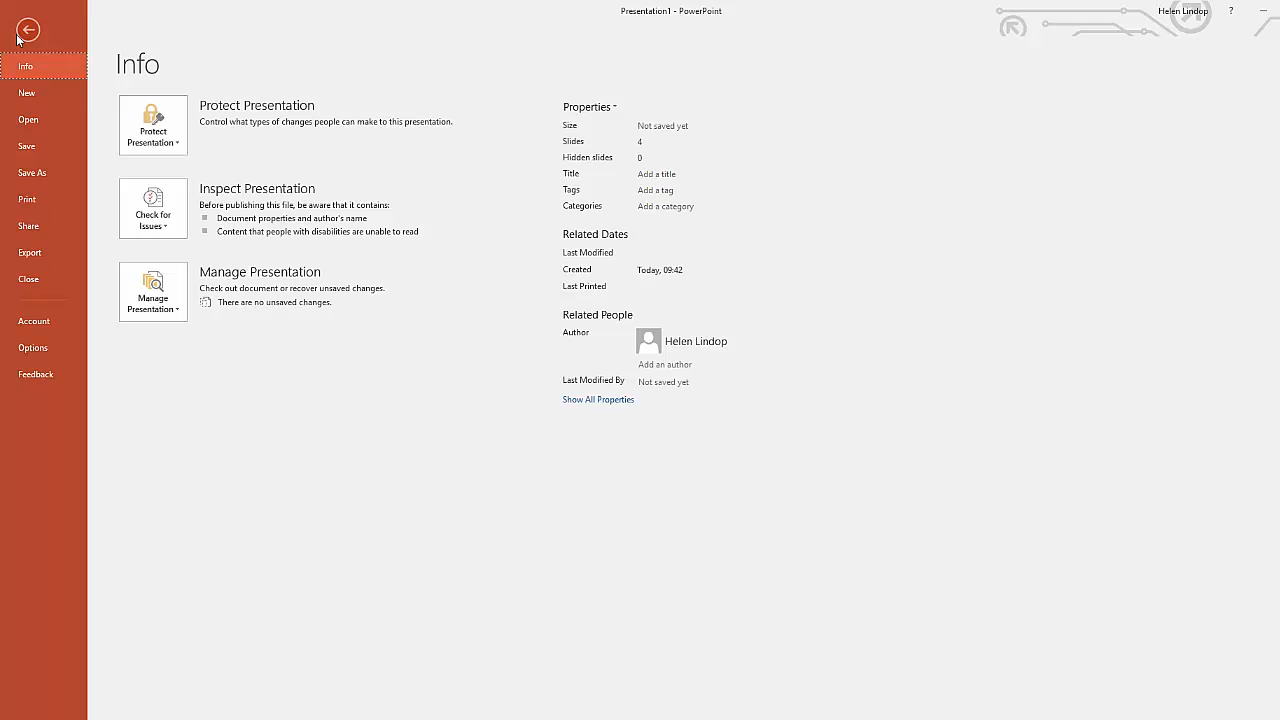 Presentation1 - PowerPoint
Helen Lindop
?
Info
New
Open
Save
Save As
Print
Share
Export
Close
Account
Options
Feedback
Info
Protect Presentation
Protect Presentation
Control what types of changes people can make to this presentation.
Check for Issues
Inspect Presentation
Before publishing this file, be aware that it contains:
Document properties and author's name
Content that people with disabilities are unable to read
Manage Presentation
Manage Presentation
Check out document or recover unsaved changes.
There are no unsaved changes.
Properties
Size Not saved yet
Slides 4
Hidden slides 0
Title Add a title
Tags Add a tag
Categories Add a category
Related Dates
Last Modified
Created Today, 09:42
Last Printed
Related People
Author Helen Lindop
Add an author
Last Modified By Not saved yet
Show All Properties